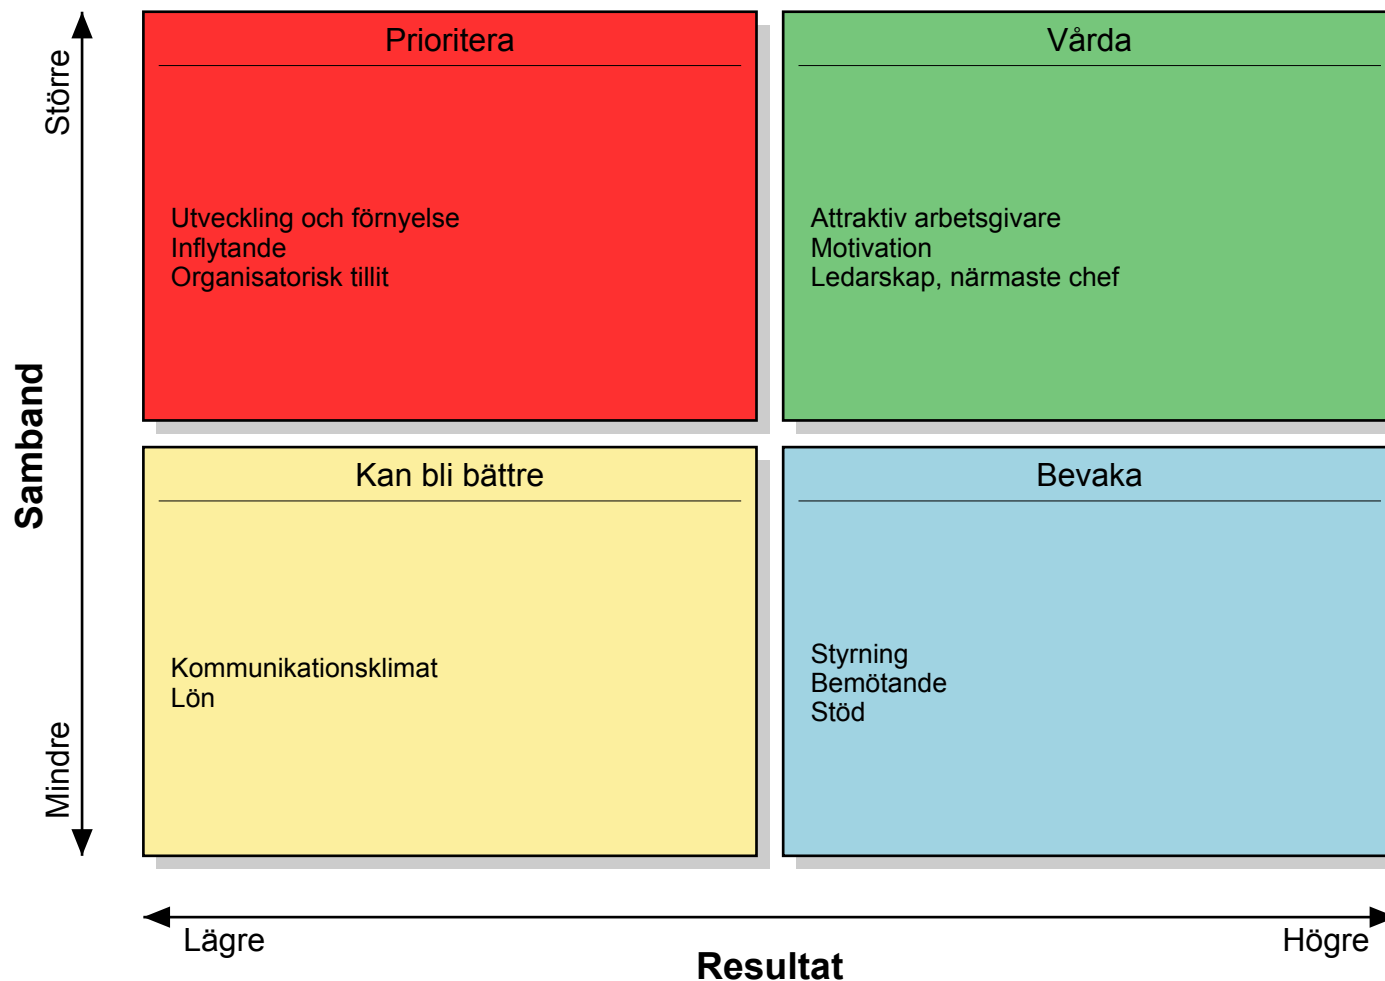 Prioritera
Utveckling och förnyelse
Inflytande
Organisatorisk tillit
Vårda
Attraktiv arbetsgivare
Motivation
Ledarskap, närmaste chef
Kan bli bättre
Kommunikationsklimat
Lön
Bevaka
Styrning
Bemötande
Stöd
Större
Samband
Mindre
Lägre
Högre
Resultat